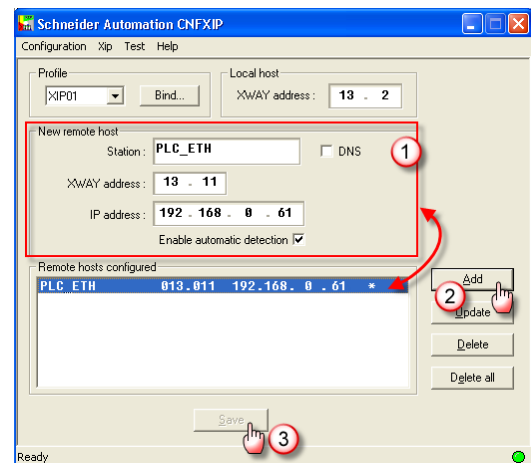 Schneider Automation CNFXIP
Configuration Xip Test Help
Profile
XIP01 Bind...
Local host
XWAY address : 13 . 2
New remote host
Station : PLC_ETH DNS
1
XWAY address : 13 . 11
IP address : 192 . 168 . 0 . 61
Enable automatic detection
Remote hosts configured
PLC_ETH 013.011 192.168. 0 .61 *
Add
2
Update
Delete
Delete all
Save
3
Ready